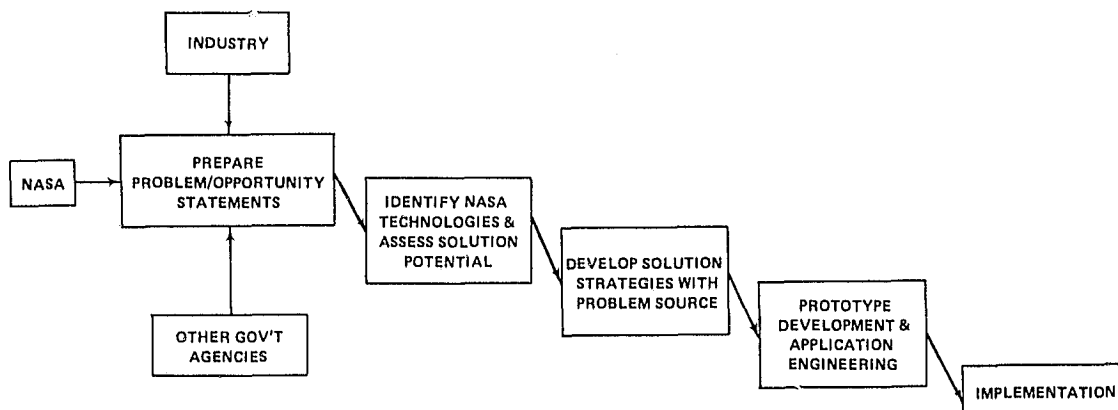 INDUSTRY
NASA
PREPARE
PROBLEM/OPPORTUNITY
STATEMENTS
OTHER GOV'T
AGENCIES
IDENTIFY NASA
TECHNOLOGIES &
ASSESS SOLUTION
POTENTIAL
DEVELOP SOLUTION
STRATEGIES WITH
PROBLEM SOURCE
PROTOTYPE
DEVELOPMENT &
APPLICATION
ENGINEERING
IMPLEMENTATION